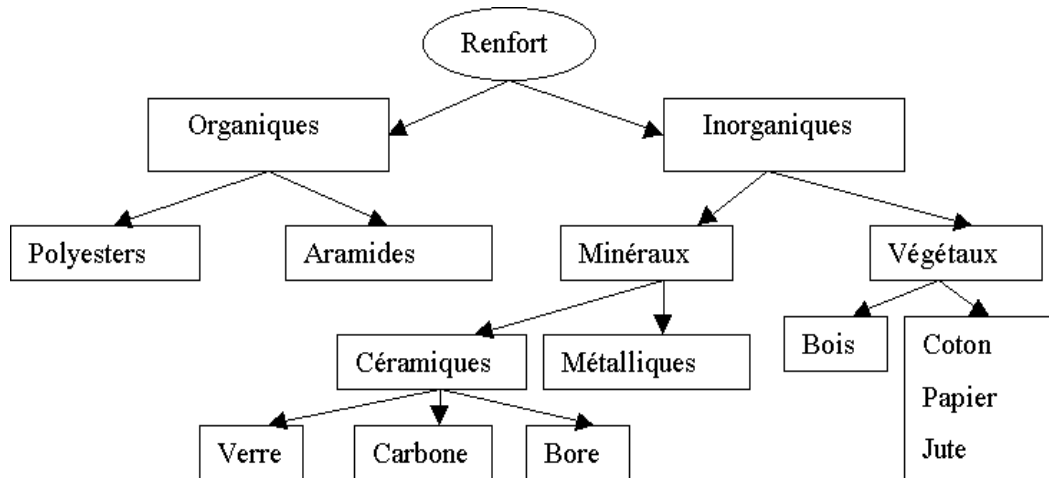 Renfort
Organiques
Inorganiques
Polyesters
Aramides
Minéraux
Végétaux
Céramiques
Métalliques
Bois
Coton
Papier
Jute
Verre
Carbone
Bore